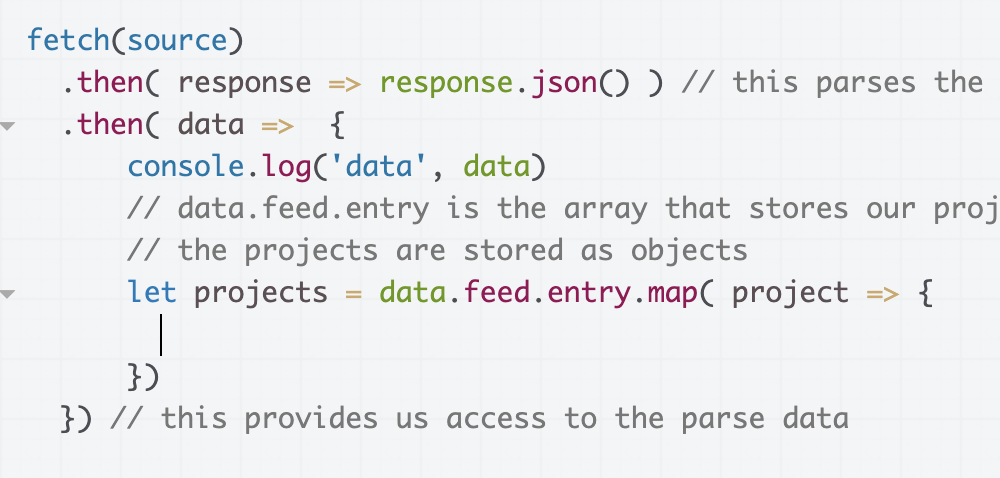 fetch(source)
.then( response => response.json() ) // this parses the
.then( data =>  {
console.log('data', data)
// data.feed.entry is the array that stores our proj
// the projects are stored as objects
let projects = data.feed.entry.map( project => {
})
}) // this provides us access to the parse data